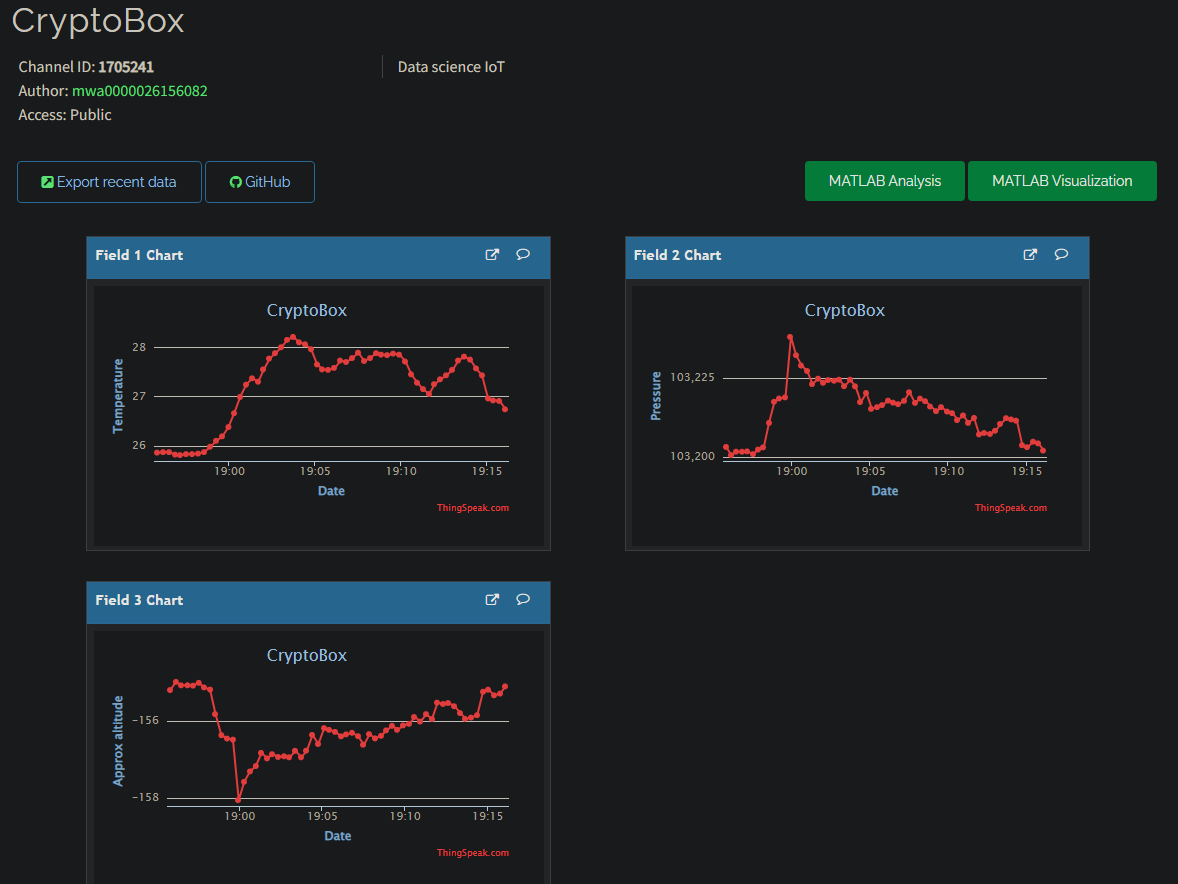 CryptoBox
Channel ID: 1705241
Author: mwa0000026156082
Access: Public
Data science IoT
Export recent data
GitHub
MATLAB Analysis
MATLAB Visualization
Field 1 Chart
CryptoBox
Temperature
28
27
26
19:00 19:05 19:10 19:15
Date
ThingSpeak.com
Field 2 Chart
CryptoBox
Pressure
103,225
103,200
19:00 19:05 19:10 19:15
Date
ThingSpeak.com
Field 3 Chart
CryptoBox
Approx altitude
-156
-158
19:00 19:05 19:10 19:15
Date
ThingSpeak.com